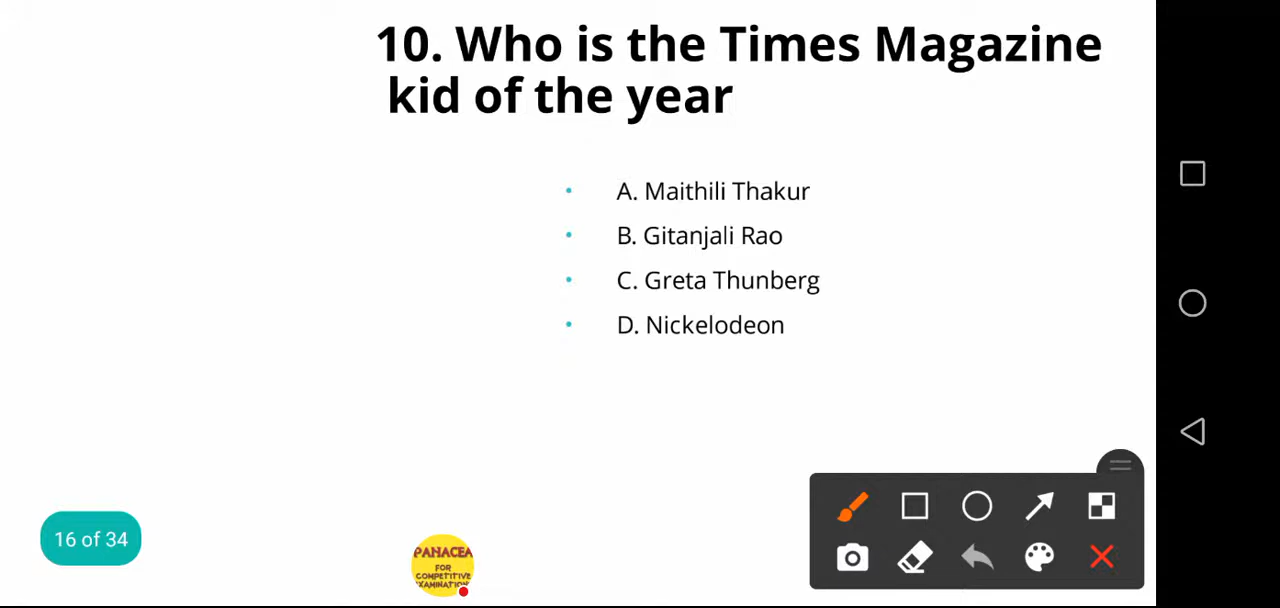 10. Who is the Times Magazine
kid of the year
A. Maithili Thakur
B. Gitanjali Rao
C. Greta Thunberg
D. Nickelodeon
16 of 34
PANACEA
FOR
COMPETITIVE
EXAMINATION